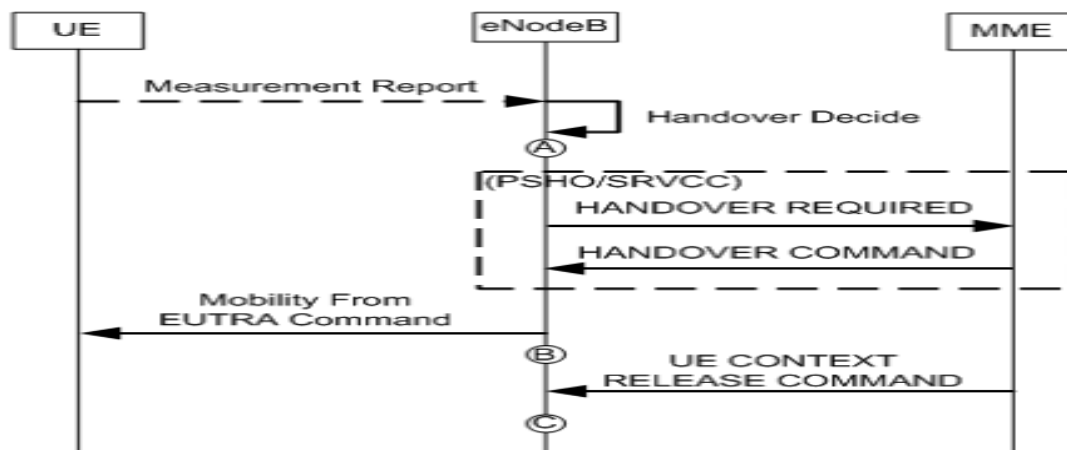 UE
eNodeB
MME
Measurement Report
Handover Decide
A
(PSHO/SRVCC)
HANDOVER REQUIRED
HANDOVER COMMAND
Mobility From
EUTRA Command
B
UE CONTEXT
RELEASE COMMAND
C